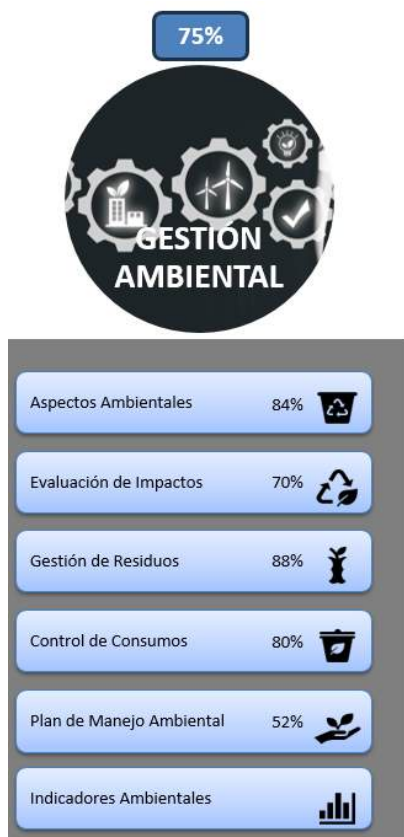 75%
GESTIÓN
AMBIENTAL
Aspectos Ambientales 84%
Evaluación de Impactos 70%
Gestión de Residuos 88%
Control de Consumos 80%
Plan de Manejo Ambiental 52%
Indicadores Ambientales